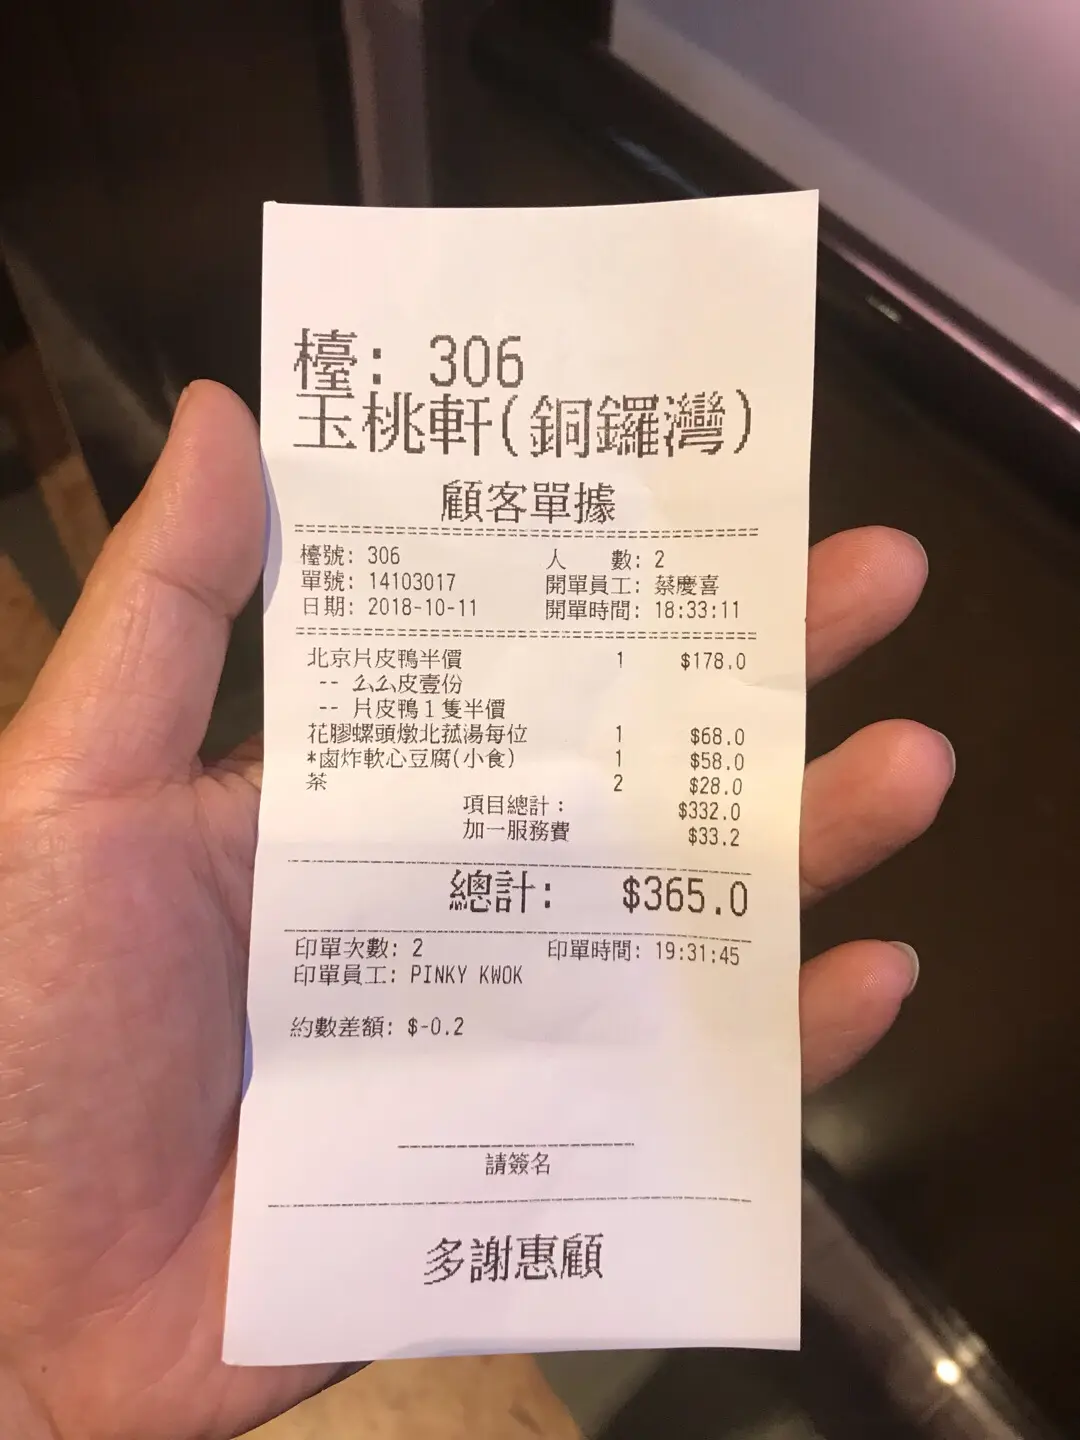 檯: 306
玉桃軒(銅鑼灣)
顧客單據
檯號: 306 人 數: 2
單號: 14103017 開單員工: 蔡慶喜
日期: 2018-10-11 開單時間: 18:33:11
北京片皮鴨半價 1 $178.0
-- 么么皮壹份
-- 片皮鴨1隻半價
花膠螺頭燉北菰湯每位 1 $68.0
*鹵炸軟心豆腐(小食) 1 $58.0
茶 2 $28.0
項目總計: $332.0
加一服務費 $33.2
總計: $365.0
印單次數: 2 印單時間: 19:31:45
印單員工: PINKY KWOK
約數差額: $-0.2
請簽名
多謝惠顧